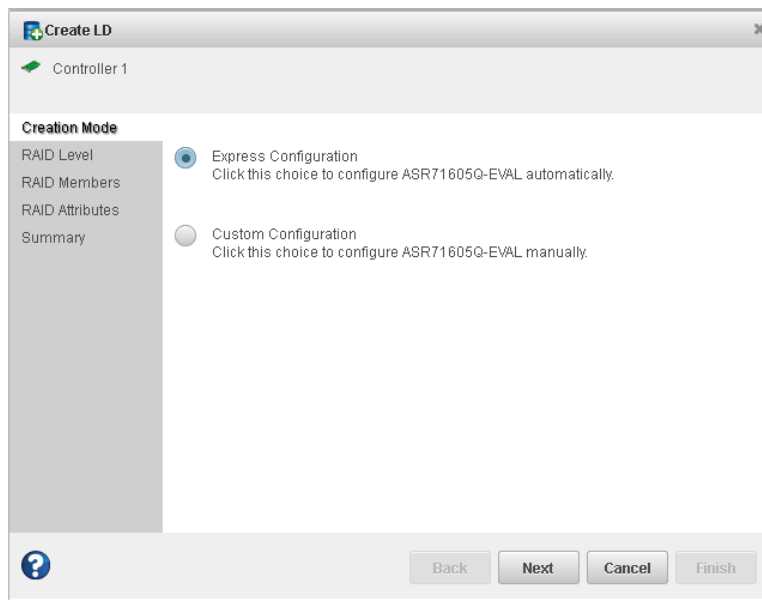 Create LD
Controller 1
Creation Mode
RAID Level
RAID Members
RAID Attributes
Summary
Express Configuration
Click this choice to configure ASR71605Q-EVAL automatically.
Custom Configuration
Click this choice to configure ASR71605Q-EVAL manually.
?
Back
Next
Cancel
Finish